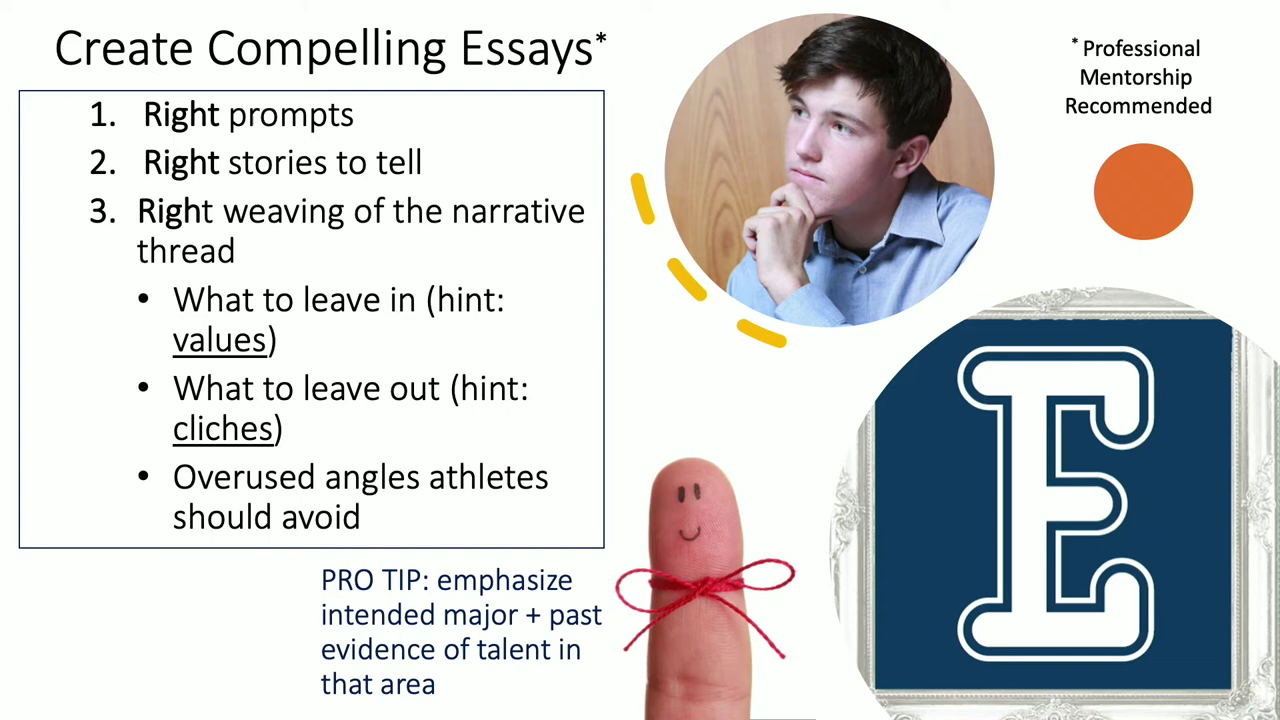 Create Compelling Essays*
* Professional
Mentorship
Recommended
1. Right prompts
2. Right stories to tell
3. Right weaving of the narrative
thread
• What to leave in (hint:
values)
• What to leave out (hint:
cliches)
• Overused angles athletes
should avoid
PRO TIP: emphasize
intended major + past
evidence of talent in
that area
E